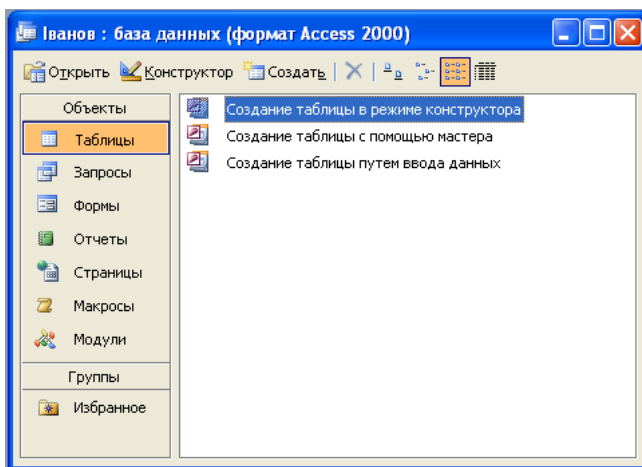 Іванов : база данных (формат Access 2000)
Открыть Конструктор Создать
Объекты
Таблицы
Запросы
Формы
Отчеты
Страницы
Макросы
Модули
Группы
Избранное
Создание таблицы в режиме конструктора
Создание таблицы с помощью мастера
Создание таблицы путем ввода данных